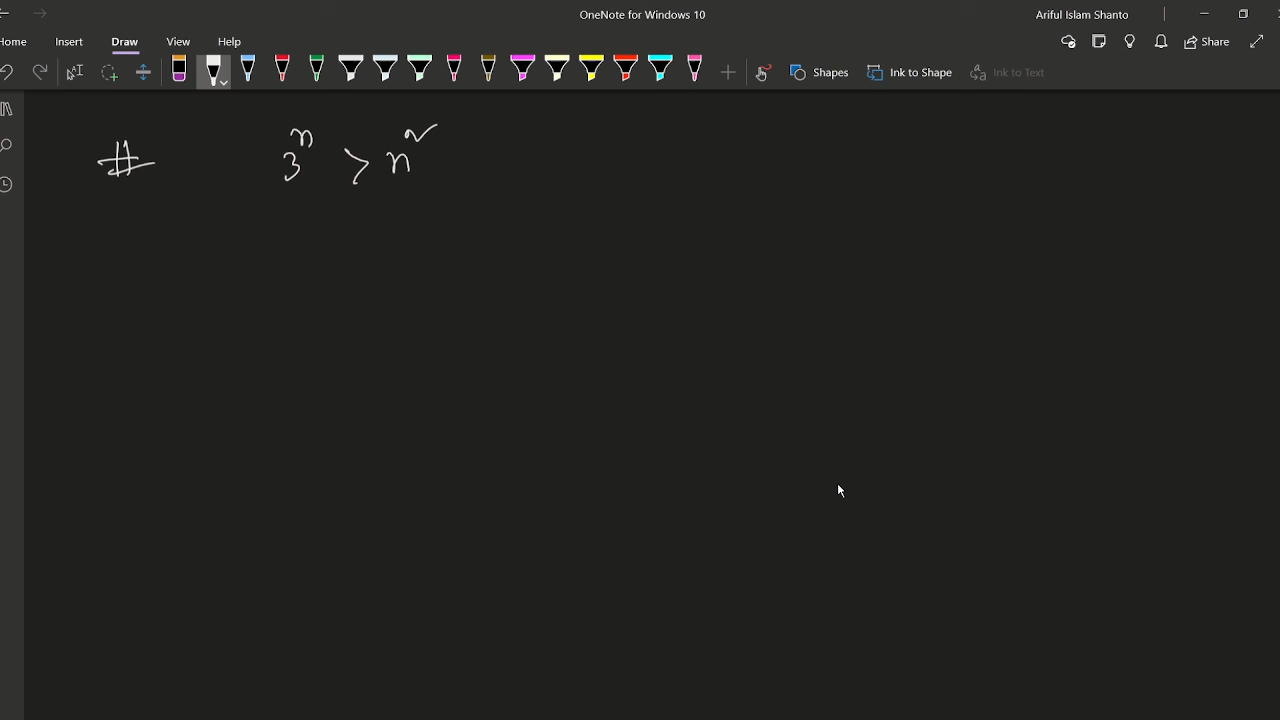 OneNote for Windows 10
Ariful Islam Shanto
Home Insert Draw View Help
Share
Shapes Ink to Shape Ink to Text
# 3ⁿ > n²